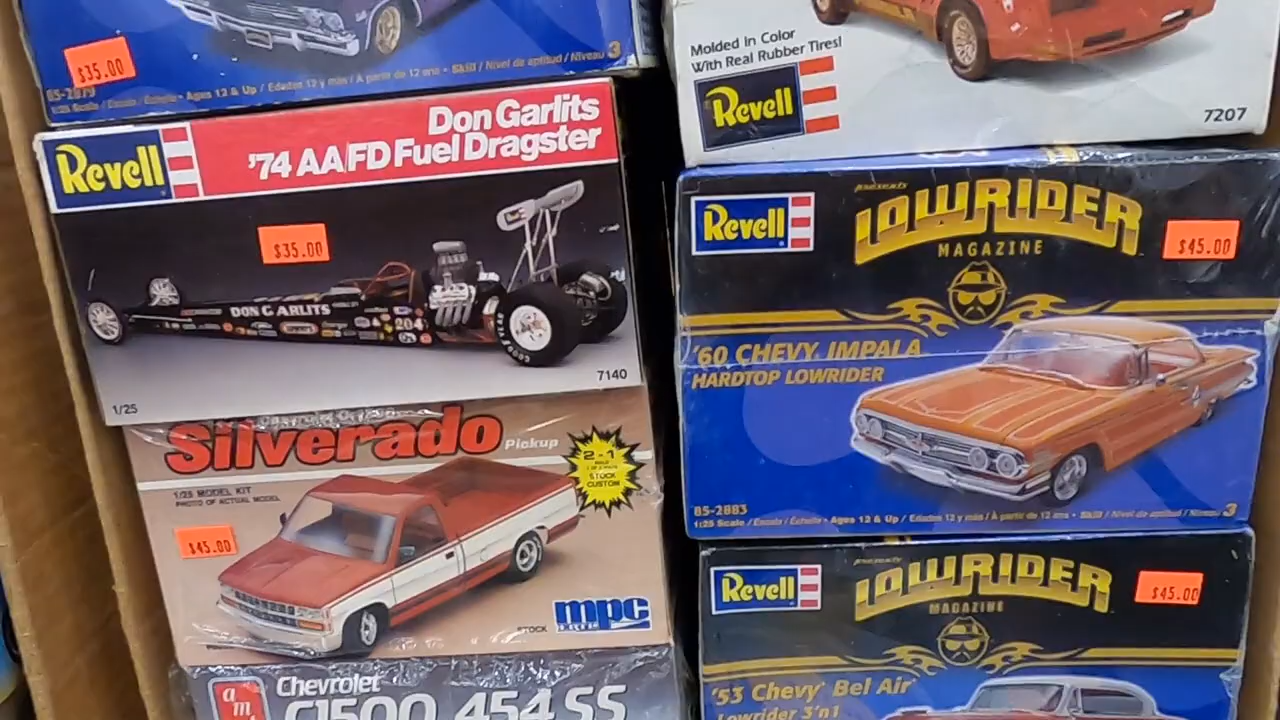 $35.00
85-2879
1:25 Scale / Escala / Échelle • Ages 12 & Up / Edades 12 y más / À partir de 12 ans • Skill / Nivel de aptitud / Niveau 3
Revell
Don Garlits
'74 AA/FD Fuel Dragster
$35.00
DON GARLITS
204
GOODYEAR
7140
1/25
Silverado
Pickup
1/25 MODEL KIT
PHOTO OF ACTUAL MODEL
2-1
STOCK
CUSTOM
$45.00
STOCK
mpc
amt
Chevrolet
C1500 454 SS
Molded in Color
With Real Rubber Tires!
Revell
7207
Revell
presents
LOWRIDER
MAGAZINE
$45.00
'60 CHEVY IMPALA
HARDTOP LOWRIDER
85-2883
1:25 Scale / Escala / Échelle • Ages 12 & Up / Edades 12 y más / À partir de 12 ans • Skill / Nivel de aptitud / Niveau 3
Revell
presents
LOWRIDER
MAGAZINE
$45.00
'53 Chevy® Bel Air®
Lowrider 3'n1